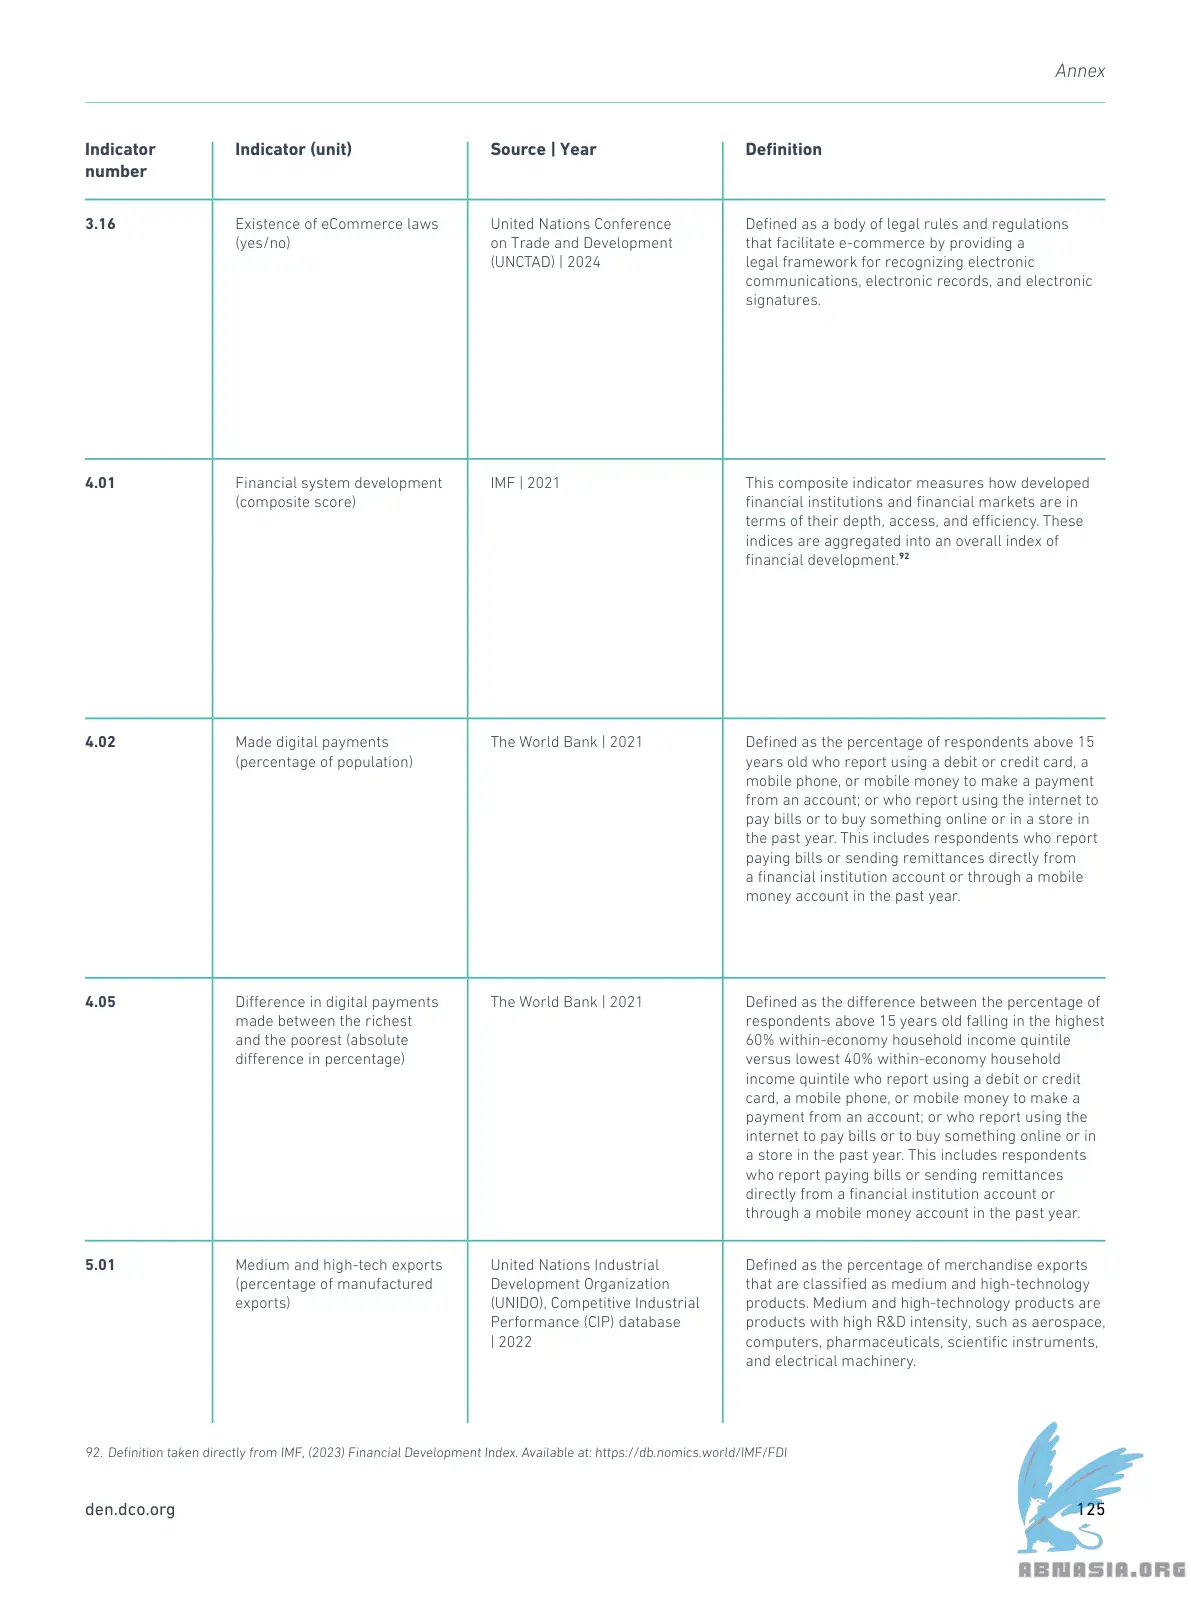 Annex
Indicator
number
Indicator (unit)
Source | Year
Definition
3.16
Existence of eCommerce laws
(yes/no)
United Nations Conference
on Trade and Development
(UNCTAD) | 2024
Defined as a body of legal rules and regulations
that facilitate e-commerce by providing a
legal framework for recognizing electronic
communications, electronic records, and electronic
signatures.
4.01
Financial system development
(composite score)
IMF | 2021
This composite indicator measures how developed
financial institutions and financial markets are in
terms of their depth, access, and efficiency. These
indices are aggregated into an overall index of
financial development.92
4.02
Made digital payments
(percentage of population)
The World Bank | 2021
Defined as the percentage of respondents above 15
years old who report using a debit or credit card, a
mobile phone, or mobile money to make a payment
from an account; or who report using the internet to
pay bills or to buy something online or in a store in
the past year. This includes respondents who report
paying bills or sending remittances directly from
a financial institution account or through a mobile
money account in the past year.
4.05
Difference in digital payments
made between the richest
and the poorest (absolute
difference in percentage)
The World Bank | 2021
Defined as the difference between the percentage of
respondents above 15 years old falling in the highest
60% within-economy household income quintile
versus lowest 40% within-economy household
income quintile who report using a debit or credit
card, a mobile phone, or mobile money to make a
payment from an account; or who report using the
internet to pay bills or to buy something online or in
a store in the past year. This includes respondents
who report paying bills or sending remittances
directly from a financial institution account or
through a mobile money account in the past year.
5.01
Medium and high-tech exports
(percentage of manufactured
exports)
United Nations Industrial
Development Organization
(UNIDO), Competitive Industrial
Performance (CIP) database
| 2022
Defined as the percentage of merchandise exports
that are classified as medium and high-technology
products. Medium and high-technology products are
products with high R&D intensity, such as aerospace,
computers, pharmaceuticals, scientific instruments,
and electrical machinery.
92. Definition taken directly from IMF, (2023) Financial Development Index. Available at: https://db.nomics.world/IMF/FDI
den.dco.org
125
ABNASIA.ORG